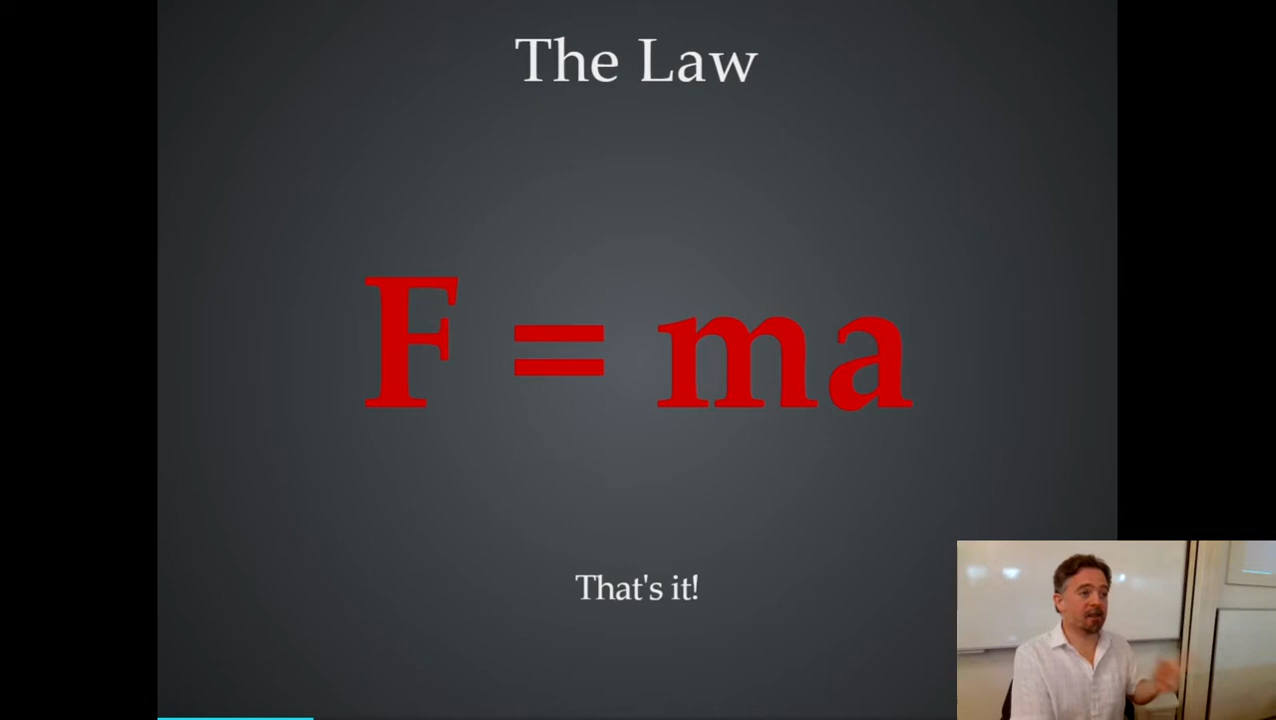 The Law
F = ma
That's it!